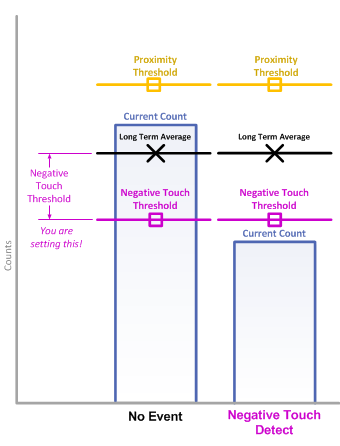 Proximity
Threshold
Proximity
Threshold
Current Count
Long Term Average
Long Term Average
Negative
Touch
Threshold
Negative Touch
Threshold
Negative Touch
Threshold
You are
setting this!
Current Count
Counts
No Event
Negative Touch
Detect